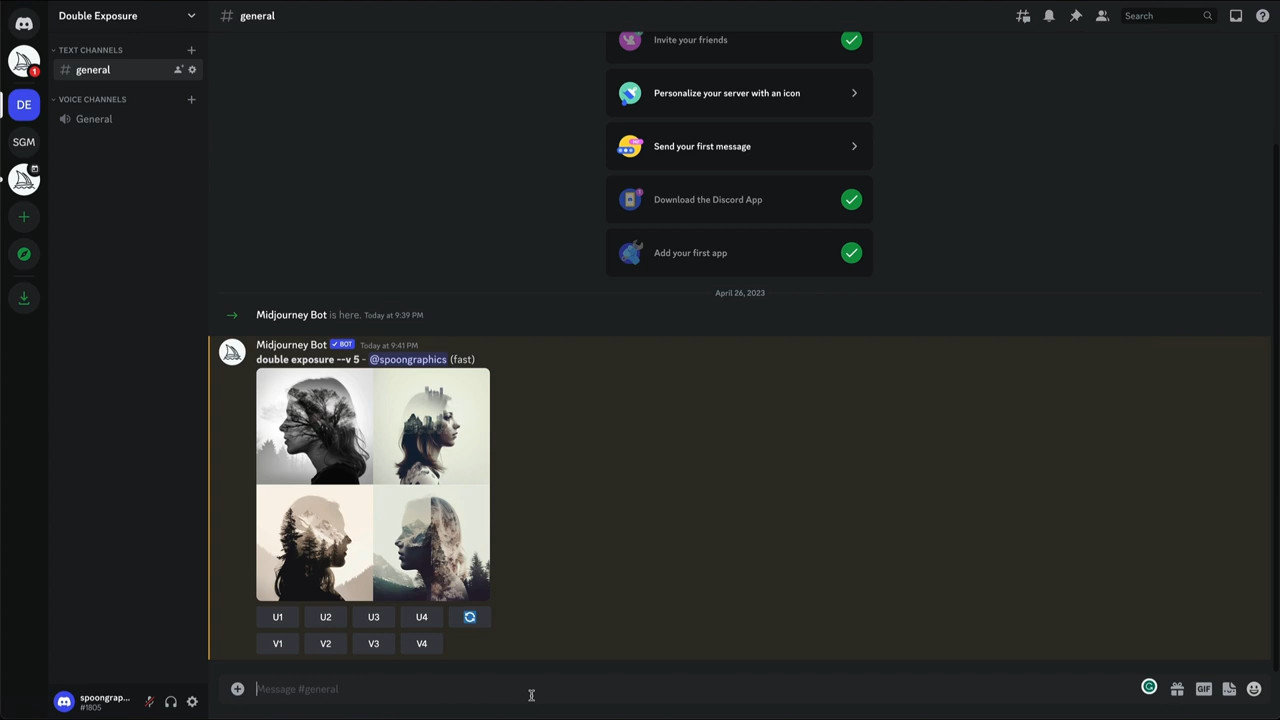 Double Exposure
general
Search
TEXT CHANNELS
general
VOICE CHANNELS
General
1
DE
SGM
Invite your friends
Personalize your server with an icon
Send your first message
Download the Discord App
Add your first app
April 26, 2023
Midjourney Bot is here. Today at 9:39 PM
Midjourney Bot BOT Today at 9:41 PM
double exposure --v 5 - @spoongraphics (fast)
U1 U2 U3 U4
V1 V2 V3 V4
Message #general
GIF
spoongrap...
#1805